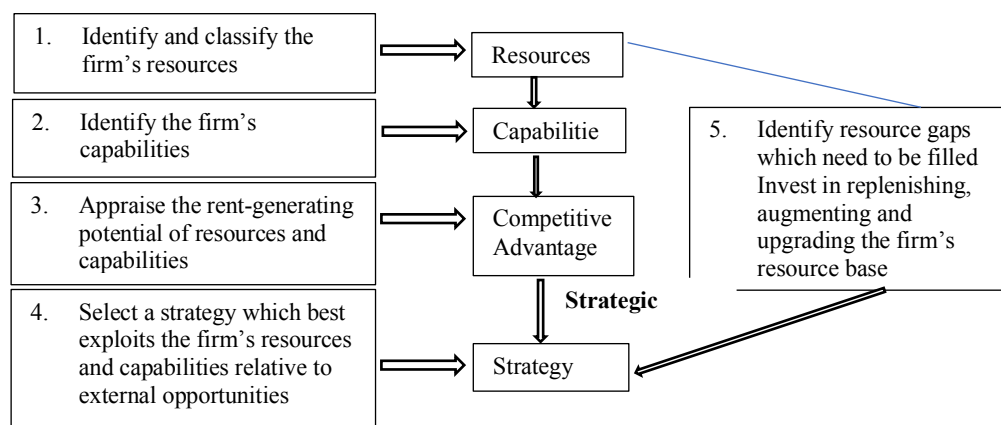 1. Identify and classify the
firm’s resources
Resources
2. Identify the firm’s
capabilities
Capabilitie
3. Appraise the rent-generating
potential of resources and
capabilities
Competitive
Advantage
Strategic
4. Select a strategy which best
exploits the firm’s resources
and capabilities relative to
external opportunities
Strategy
5. Identify resource gaps
which need to be filled
Invest in replenishing,
augmenting and
upgrading the firm’s
resource base